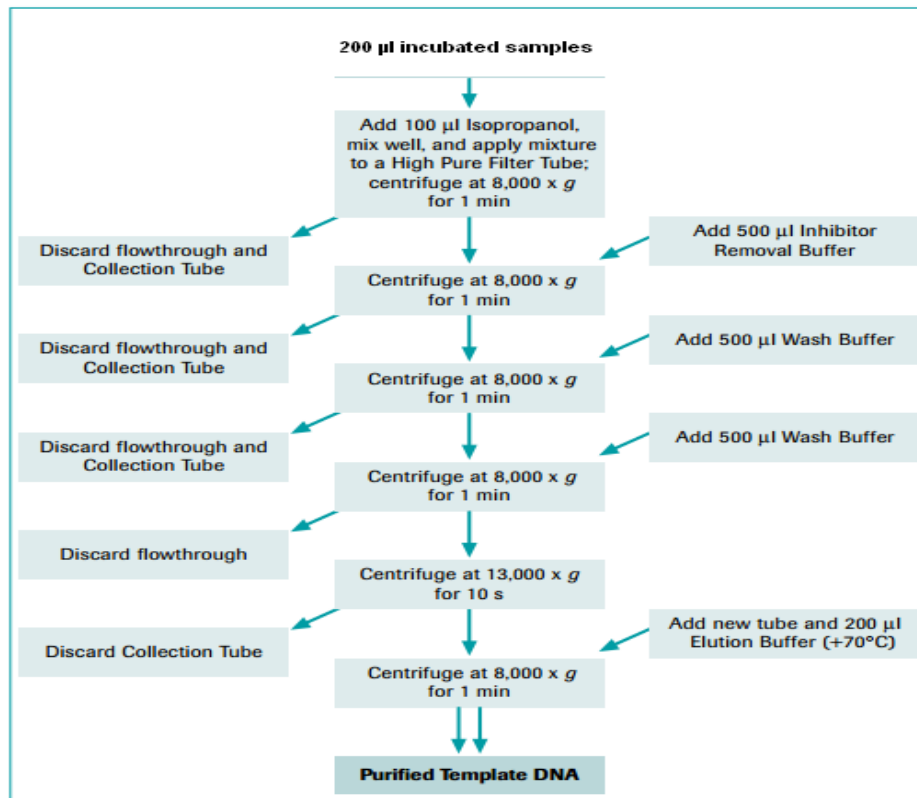 200 µl incubated samples
Add 100 µl Isopropanol,
mix well, and apply mixture
to a High Pure Filter Tube;
centrifuge at 8,000 x g
for 1 min
Discard flowthrough and
Collection Tube
Add 500 µl Inhibitor
Removal Buffer
Centrifuge at 8,000 x g
for 1 min
Discard flowthrough and
Collection Tube
Add 500 µl Wash Buffer
Centrifuge at 8,000 x g
for 1 min
Discard flowthrough and
Collection Tube
Add 500 µl Wash Buffer
Centrifuge at 8,000 x g
for 1 min
Discard flowthrough
Centrifuge at 13,000 x g
for 10 s
Discard Collection Tube
Add new tube and 200 µl
Elution Buffer (+70°C)
Centrifuge at 8,000 x g
for 1 min
Purified Template DNA